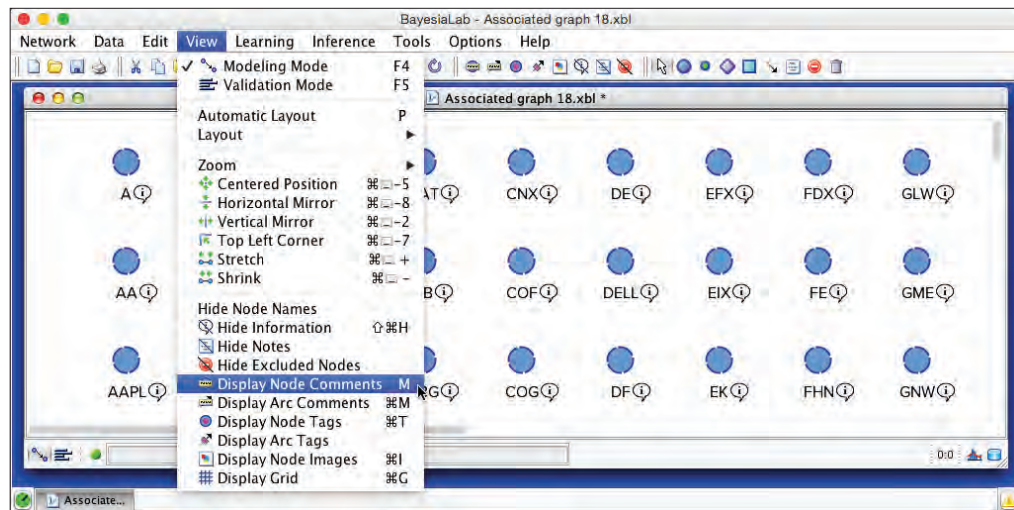 BayesiaLab - Associated graph 18.xbl
Network Data Edit View Learning Inference Tools Options Help
✓ Modeling Mode F4
Validation Mode F5
Associated graph 18.xbl *
Automatic Layout P
Layout ▶
Zoom ▶
Centered Position ⌘-5
Horizontal Mirror ⌘-8
Vertical Mirror ⌘-2
Top Left Corner ⌘-7
Stretch ⌘ +
Shrink ⌘ -
Hide Node Names
Hide Information ⇧⌘H
Hide Notes
Hide Excluded Nodes
Display Node Comments M
Display Arc Comments ⌘M
Display Node Tags ⌘T
Display Arc Tags
Display Node Images ⌘I
Display Grid ⌘G
A AT CNX DE EFX FDX GLW
AA B COF DELL EIX FE GME
AAPL RG COG DF EK FHN GNW
0:0
Associate...